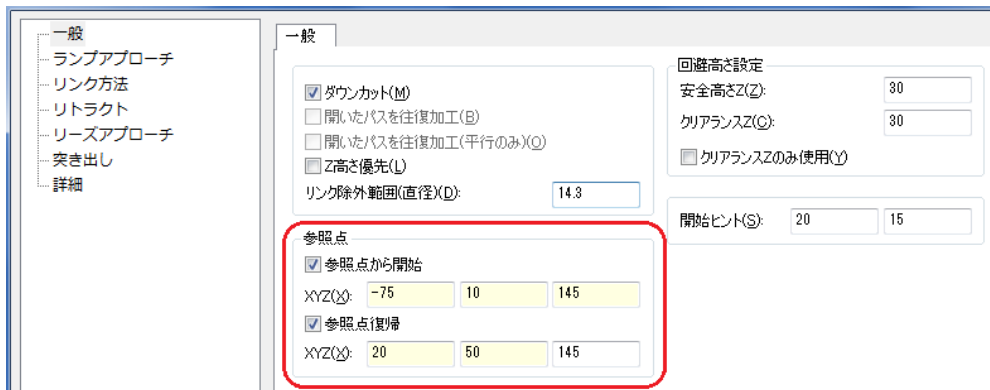 一般
ランプアプローチ
リンク方法
リトラクト
リーズアプローチ
突き出し
詳細
一般
ダウンカット(M)
開いたパスを往復加工(B)
開いたパスを往復加工(平行のみ)(O)
Z高さ優先(L)
リンク除外範囲(直径)(D): 14.3
参照点
参照点から開始
XYZ(X): -75 10 145
参照点復帰
XYZ(X): 20 50 145
回避高さ設定
安全高さZ(Z): 30
クリアランスZ(C): 30
クリアランスZのみ使用(Y)
開始ヒント(S): 20 15